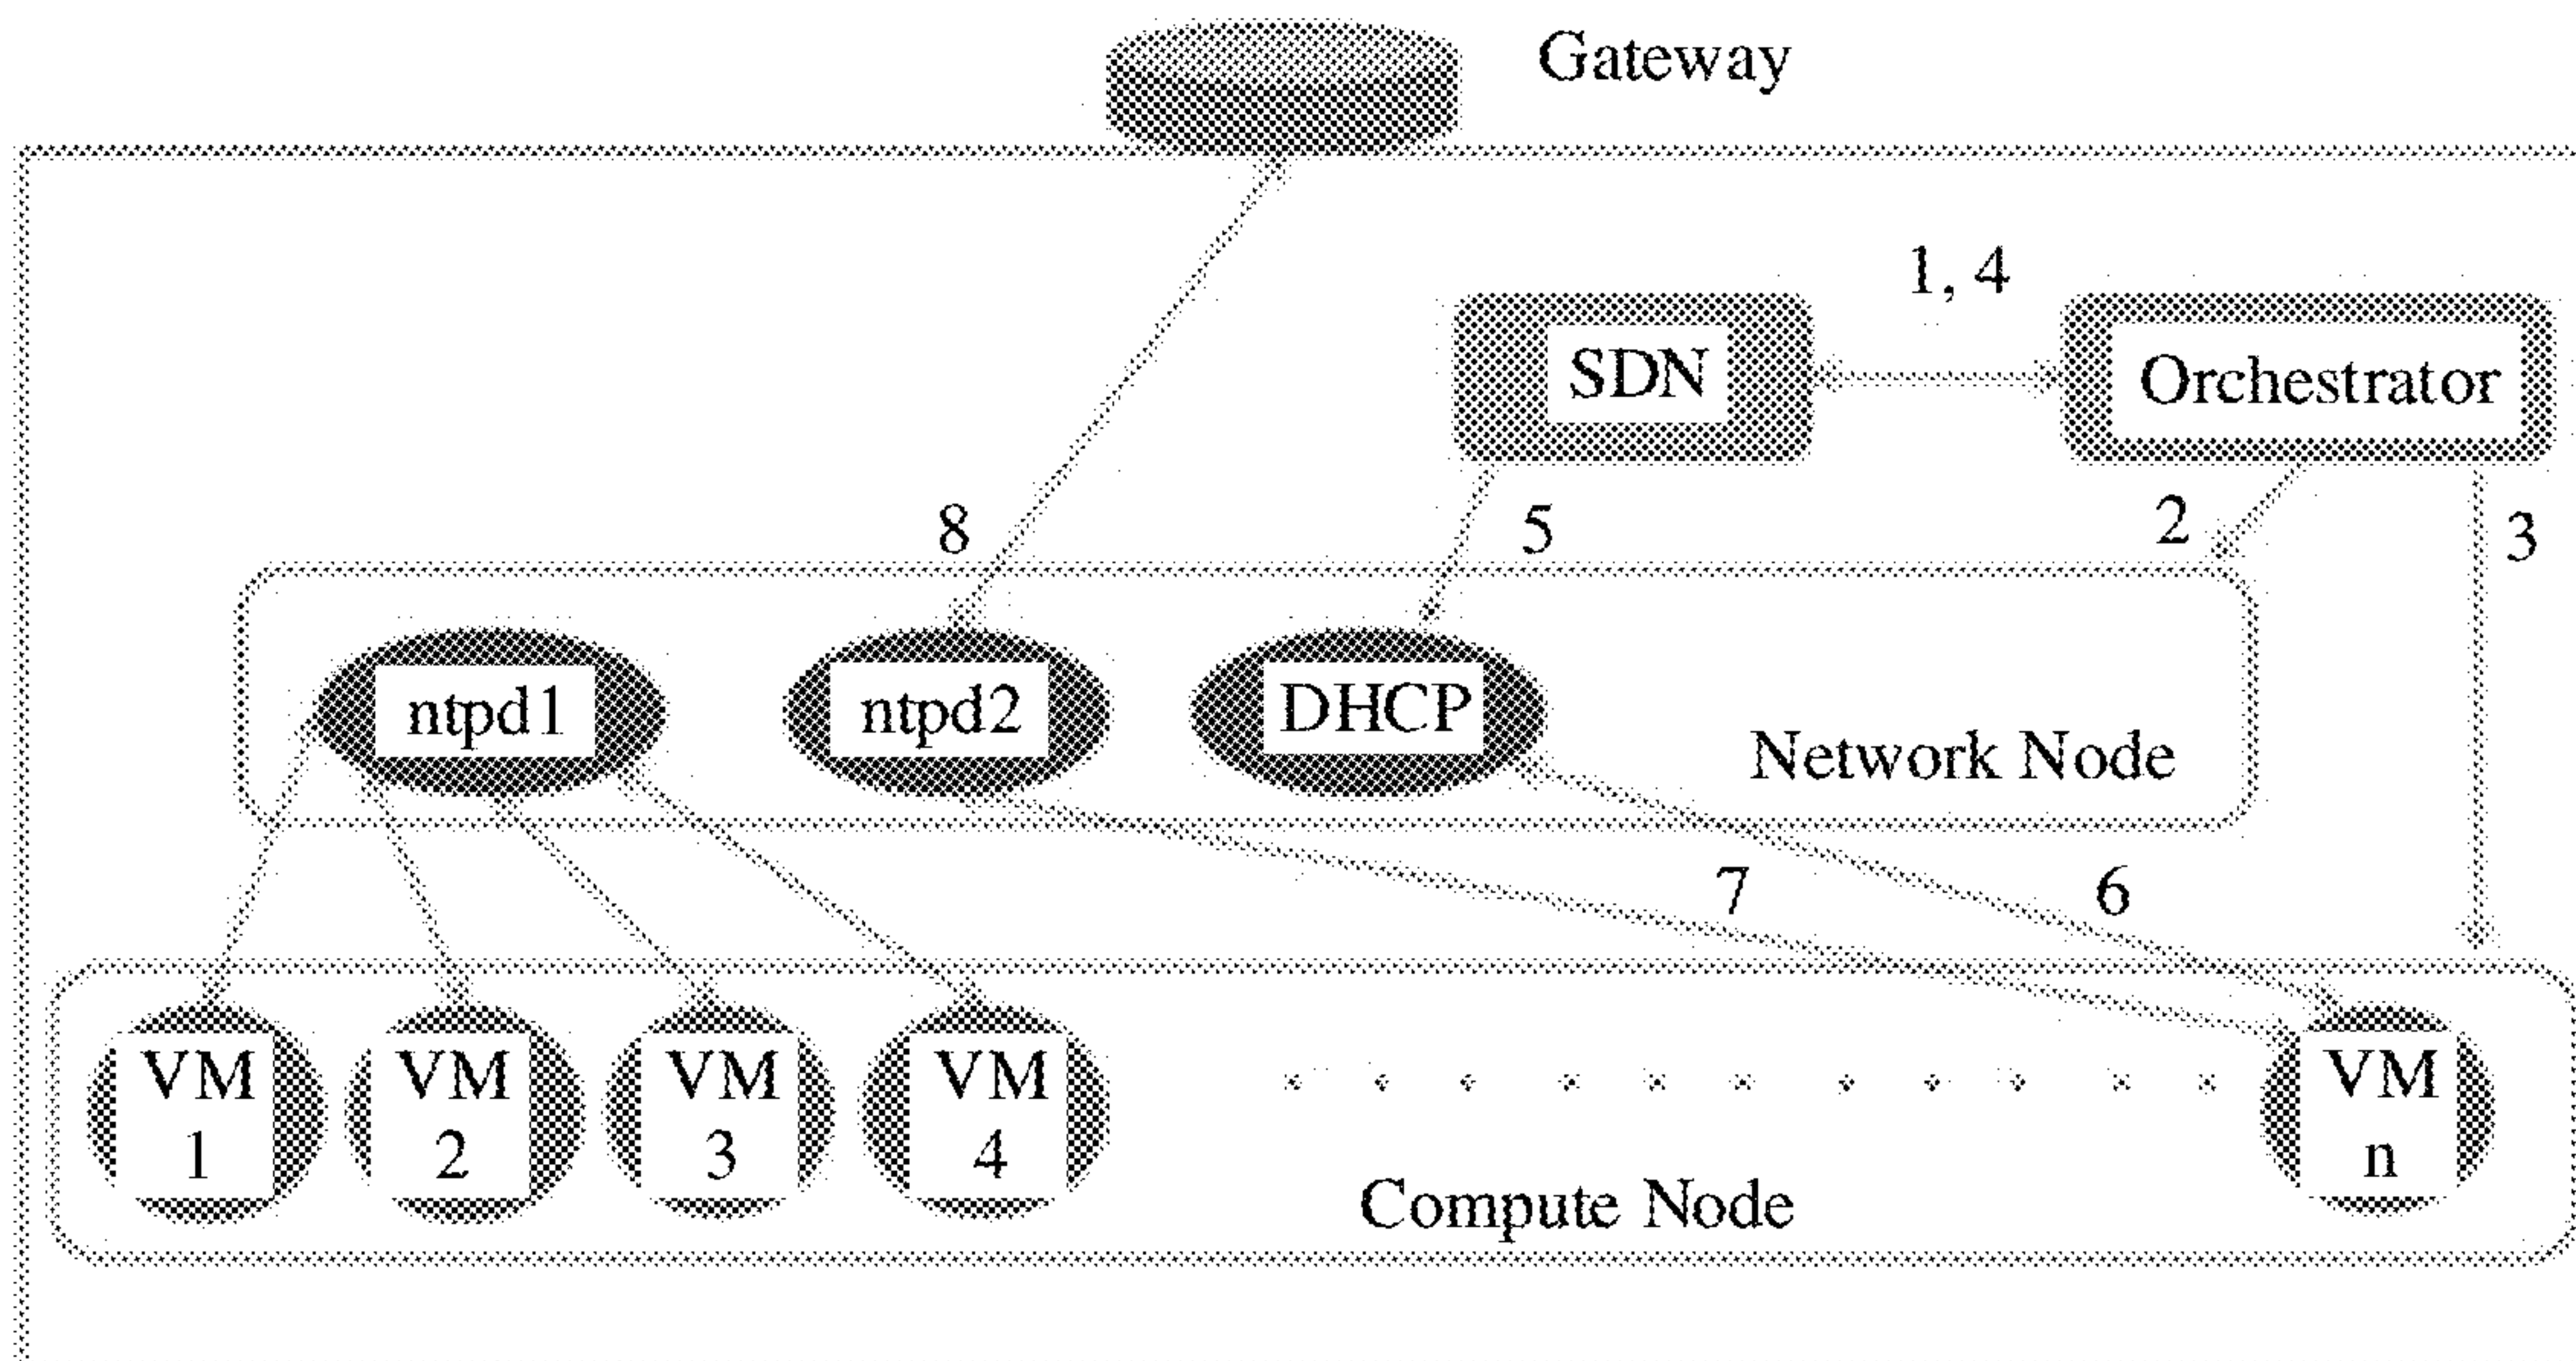 Gateway
1, 4
SDN
Orchestrator
8
5
2
3
ntpd1
ntpd2
DHCP
Network Node
7
6
VM
1
VM
2
VM
3
VM
4
VM
n
Compute Node